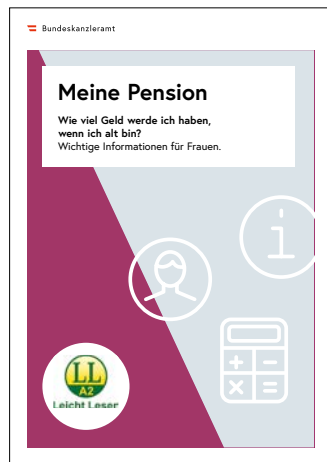 Bundeskanzleramt
Meine Pension
Wie viel Geld werde ich haben,
wenn ich alt bin?
Wichtige Informationen für Frauen.
i
LL
A2
Leicht Lesen